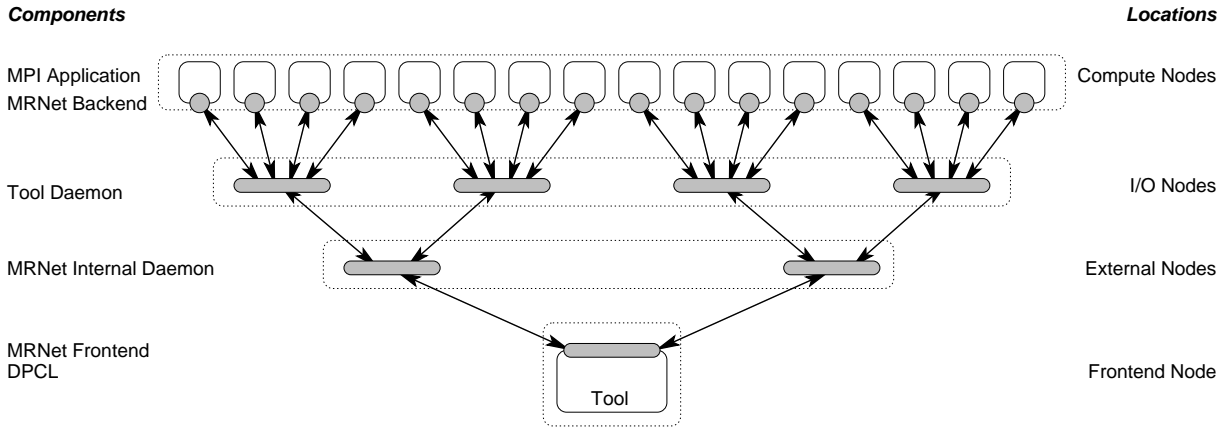 Components Locations
MPI Application Compute Nodes
MRNet Backend
Tool Daemon I/O Nodes
MRNet Internal Daemon External Nodes
MRNet Frontend
DPCL Frontend Node
Tool